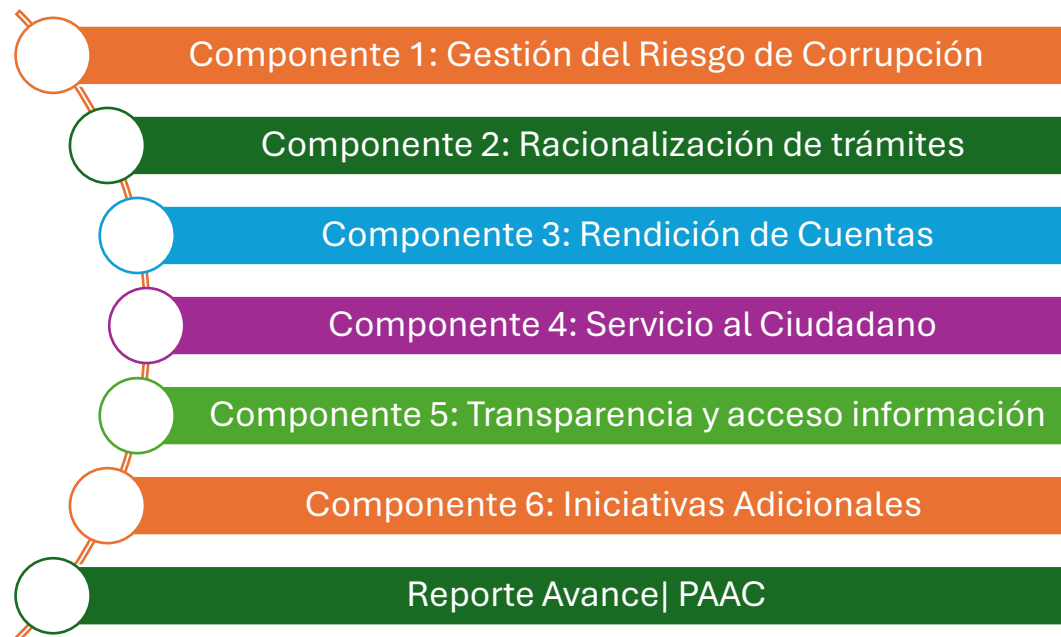 Componente 1: Gestión del Riesgo de Corrupción
Componente 2: Racionalización de trámites
Componente 3: Rendición de Cuentas
Componente 4: Servicio al Ciudadano
Componente 5: Transparencia y acceso información
Componente 6: Iniciativas Adicionales
Reporte Avance| PAAC